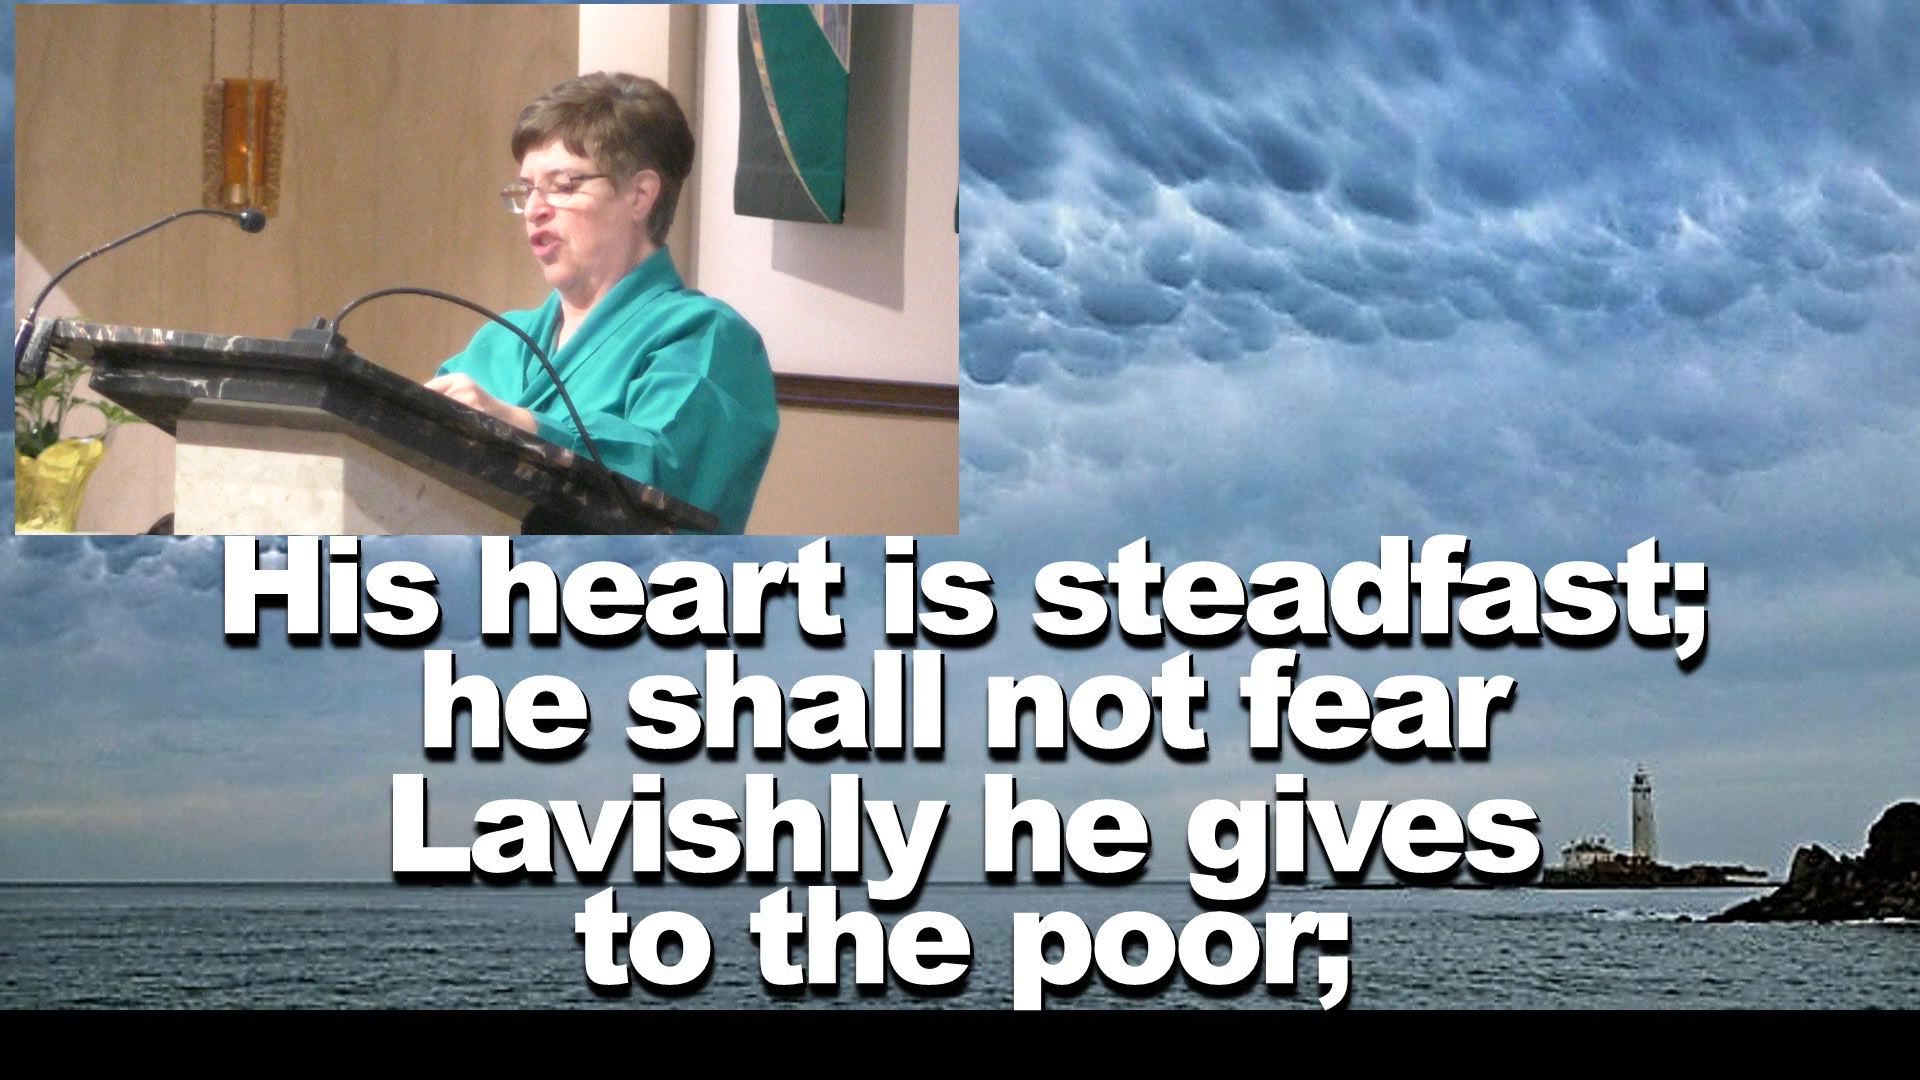 His heart is steadfast;
he shall not fear
Lavishly he gives
to the poor;